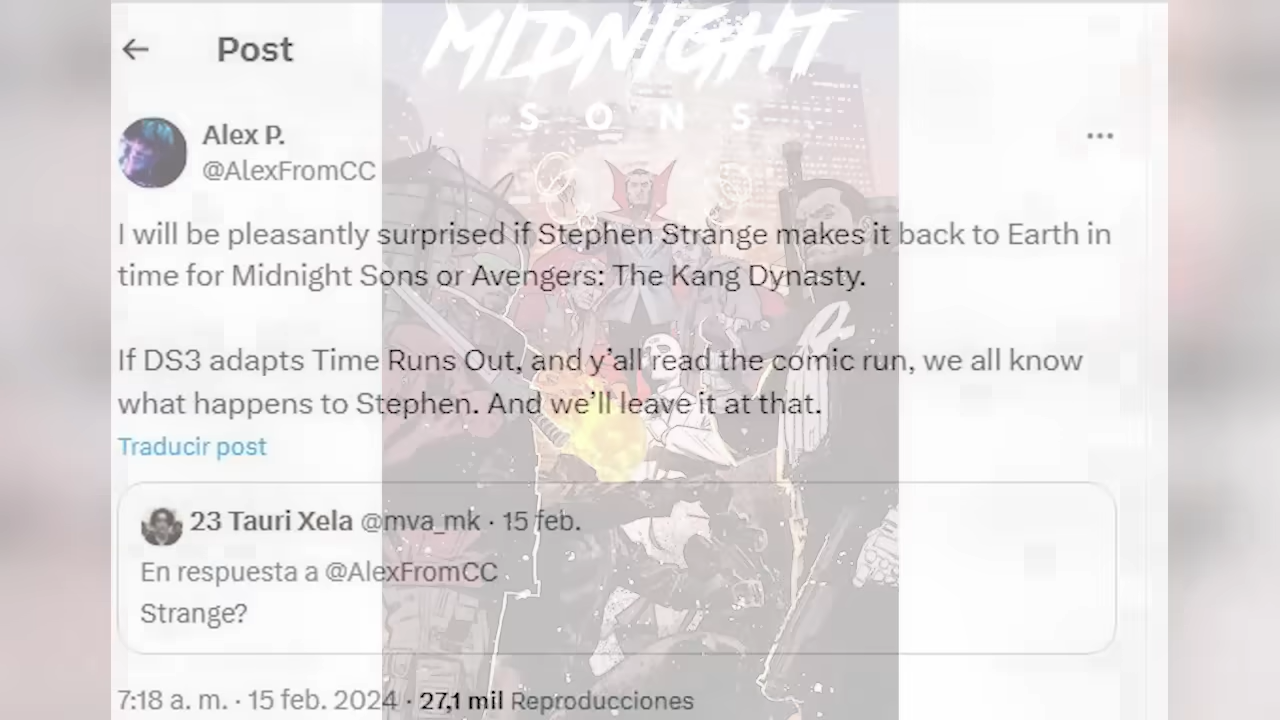 MIDNIGHT
SONS
Post
Alex P.
@AlexFromCC
I will be pleasantly surprised if Stephen Strange makes it back to Earth in
time for Midnight Sons or Avengers: The Kang Dynasty.
If DS3 adapts Time Runs Out, and y’all read the comic run, we all know
what happens to Stephen. And we’ll leave it at that.
Traducir post
23 Tauri Xela @mva_mk · 15 feb.
En respuesta a @AlexFromCC
Strange?
7:18 a. m. · 15 feb. 2024 · 27,1 mil Reproducciones